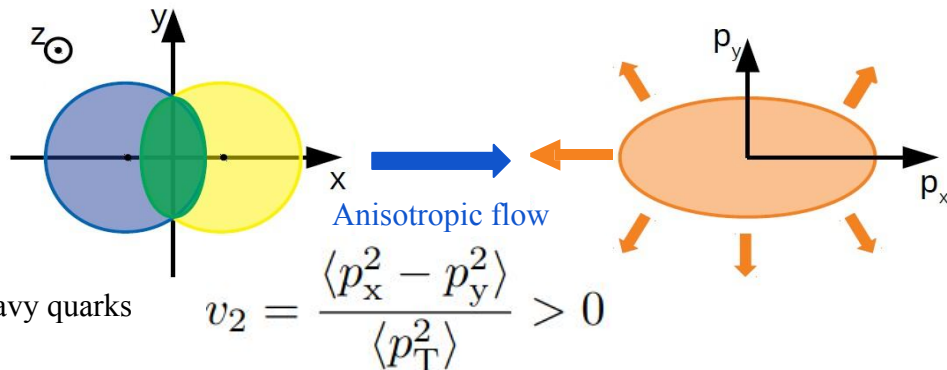 z
y
x
p_y
p_x
Anisotropic flow
avy quarks
v_2 = ⟨p_x^2 − p_y^2⟩ / ⟨p_T^2⟩ > 0